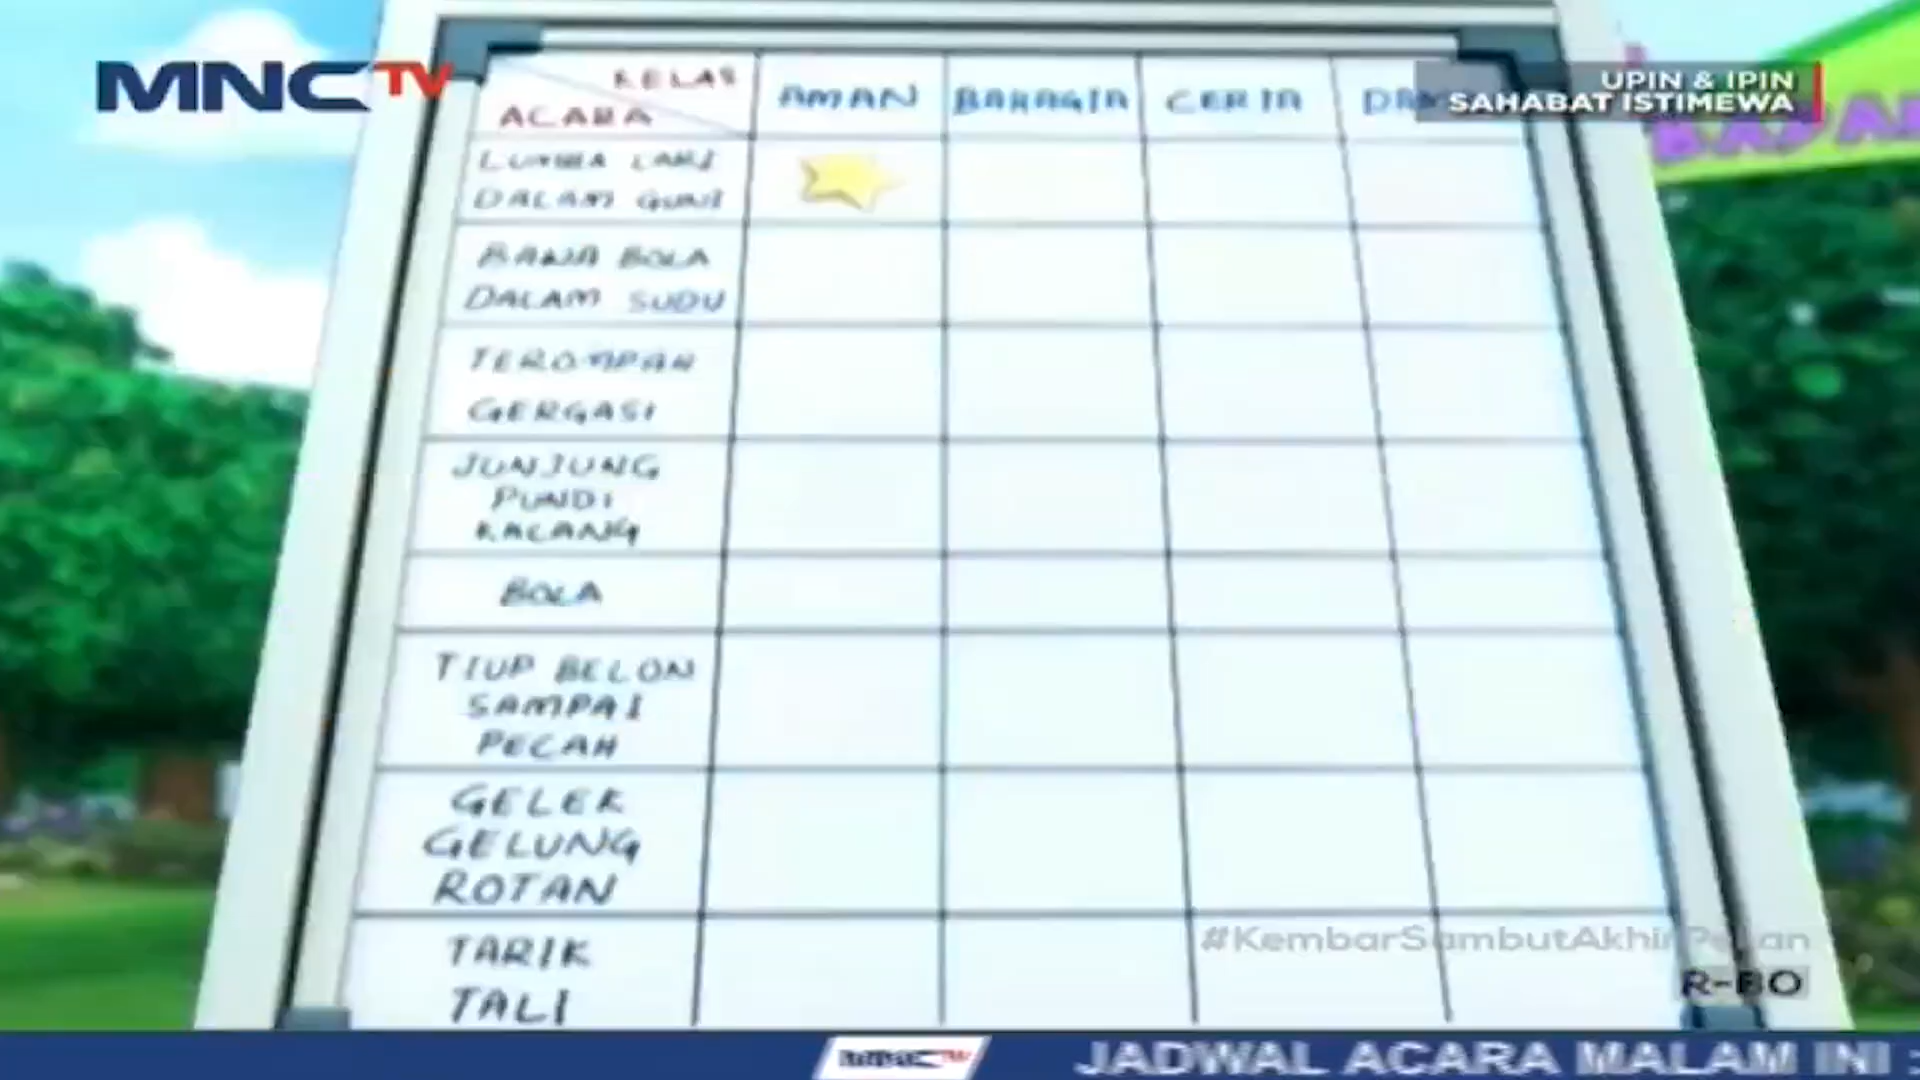 MNCTV
UPIN & IPIN
SAHABAT ISTIMEWA
KELAS
ACARA
AMAN
BAHAGIA
CERIA
LUMBA LARI
DALAM GUNI
BAWA BOLA
DALAM SUDU
TEROMPAH
GERGASI
JUNJUNG
PUNDI
KACANG
BOLA
TIUP BELON
SAMPAI
PECAH
GELEK
GELUNG
ROTAN
TARIK
TALI
#KembarSambutAkhirPekan
R-BO
MNCTV
JADWAL ACARA MALAM INI :